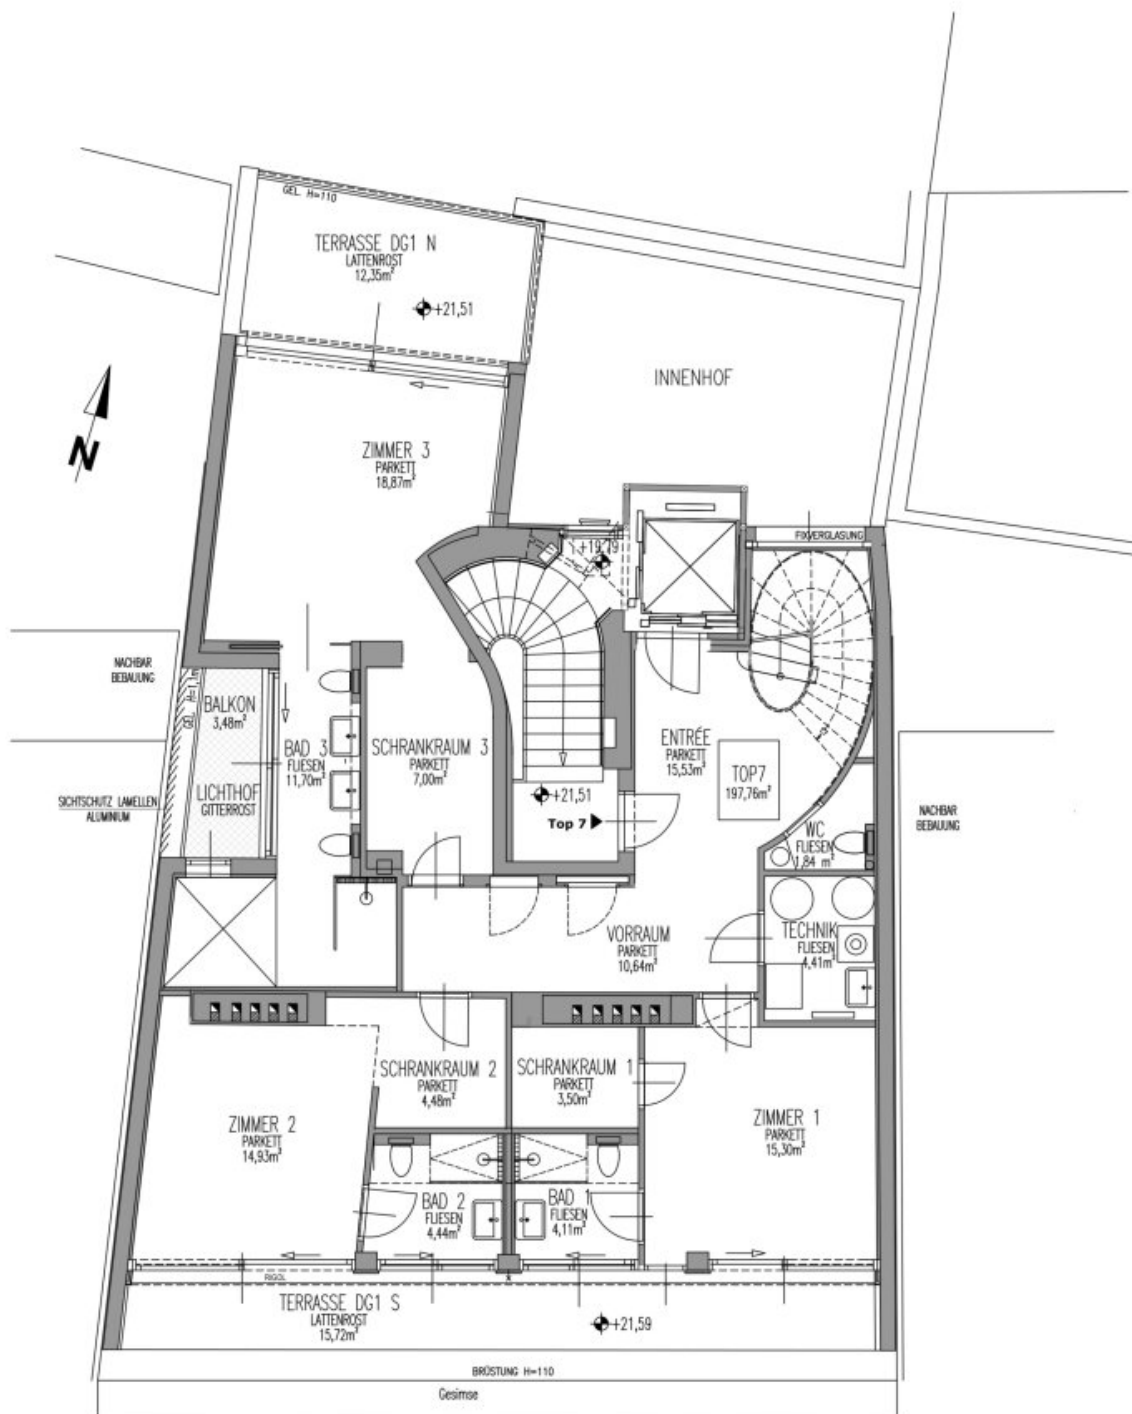 GEL. H=110
TERRASSE DG1 N
LATTENROST
12,35m²
+21,51
INNENHOF
N
ZIMMER 3
PARKETT
18,87m²
+19,79
FIXVERGLASUNG
NACHBAR
BEBAUUNG
BALKON
3,48m²
BAD 3
FLIESEN
11,70m²
SCHRANKRAUM 3
PARKETT
7,00m²
ENTRÉE
PARKETT
15,53m²
TOP7
197,76m²
LICHTHOF
GITTERROST
SICHTSCHUTZ LAMELLEN
ALUMINIUM
+21,51
Top 7
NACHBAR
BEBAUUNG
WC
FLIESEN
1,84 m²
VORRAUM
PARKETT
10,64m²
TECHNIK
FLIESEN
4,41m²
SCHRANKRAUM 2
PARKETT
4,48m²
SCHRANKRAUM 1
PARKETT
3,50m²
ZIMMER 2
PARKETT
14,93m²
ZIMMER 1
PARKETT
15,30m²
BAD 2
FLIESEN
4,44m²
BAD 1
FLIESEN
4,11m²
RIGOL
TERRASSE DG1 S
LATTENROST
15,72m²
+21,59
BRÜSTUNG H=110
Gesimse